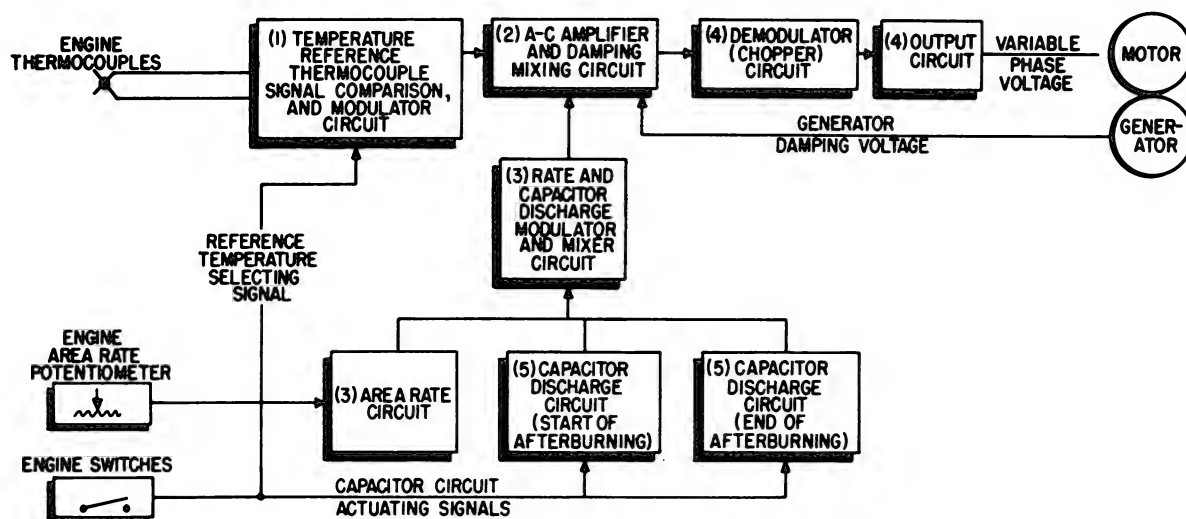 ENGINE
THERMOCOUPLES
(1) TEMPERATURE
REFERENCE
THERMOCOUPLE
SIGNAL COMPARISON,
AND MODULATOR
CIRCUIT
(2) A-C AMPLIFIER
AND DAMPING
MIXING CIRCUIT
(4) DEMODULATOR
(CHOPPER)
CIRCUIT
(4) OUTPUT
CIRCUIT
VARIABLE
PHASE
VOLTAGE
MOTOR
GENERATOR
DAMPING VOLTAGE
GENER-
ATOR
(3) RATE AND
CAPACITOR
DISCHARGE
MODULATOR
AND MIXER
CIRCUIT
REFERENCE
TEMPERATURE
SELECTING
SIGNAL
ENGINE
AREA RATE
POTENTIOMETER
(3) AREA RATE
CIRCUIT
(5) CAPACITOR
DISCHARGE
CIRCUIT
(START OF
AFTERBURNING)
(5) CAPACITOR
DISCHARGE
CIRCUIT
(END OF
AFTERBURNING)
ENGINE SWITCHES
CAPACITOR CIRCUIT
ACTUATING SIGNALS